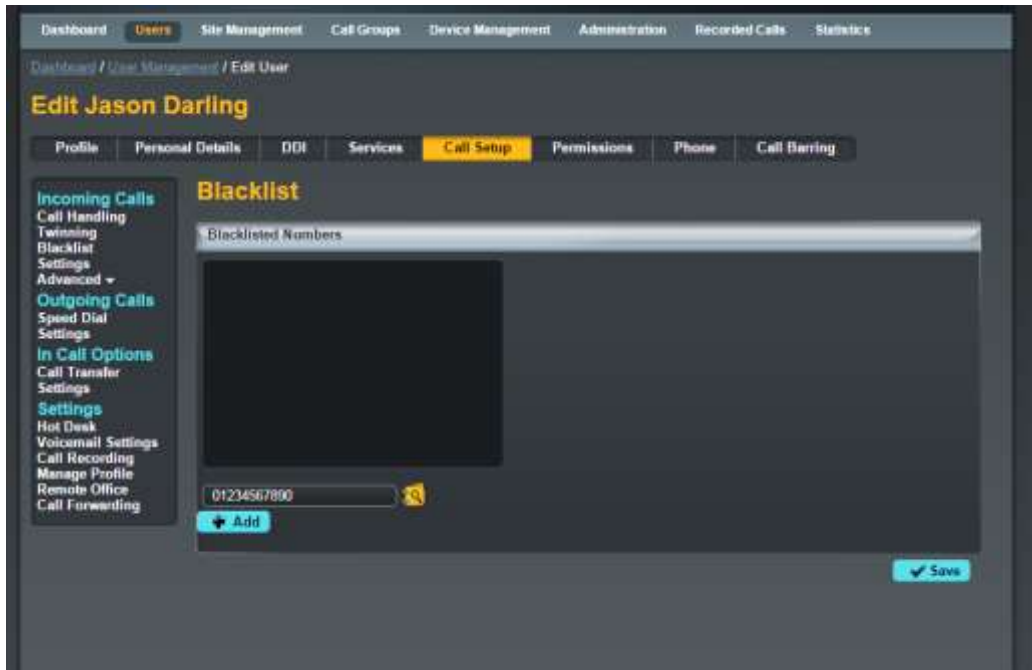 Dashboard Users Site Management Call Groups Device Management Administration Recorded Calls Statistics
Dashboard / User Management / Edit User
Edit Jason Darling
Profile Personal Details DDI Services Call Setup Permissions Phone Call Barring
Incoming Calls
Call Handling
Twinning
Blacklist
Settings
Advanced
Outgoing Calls
Speed Dial
Settings
In Call Options
Call Transfer
Settings
Settings
Hot Desk
Voicemail Settings
Call Recording
Manage Profile
Remote Office
Call Forwarding
Blacklist
Blacklisted Numbers
01234567890
Add
Save